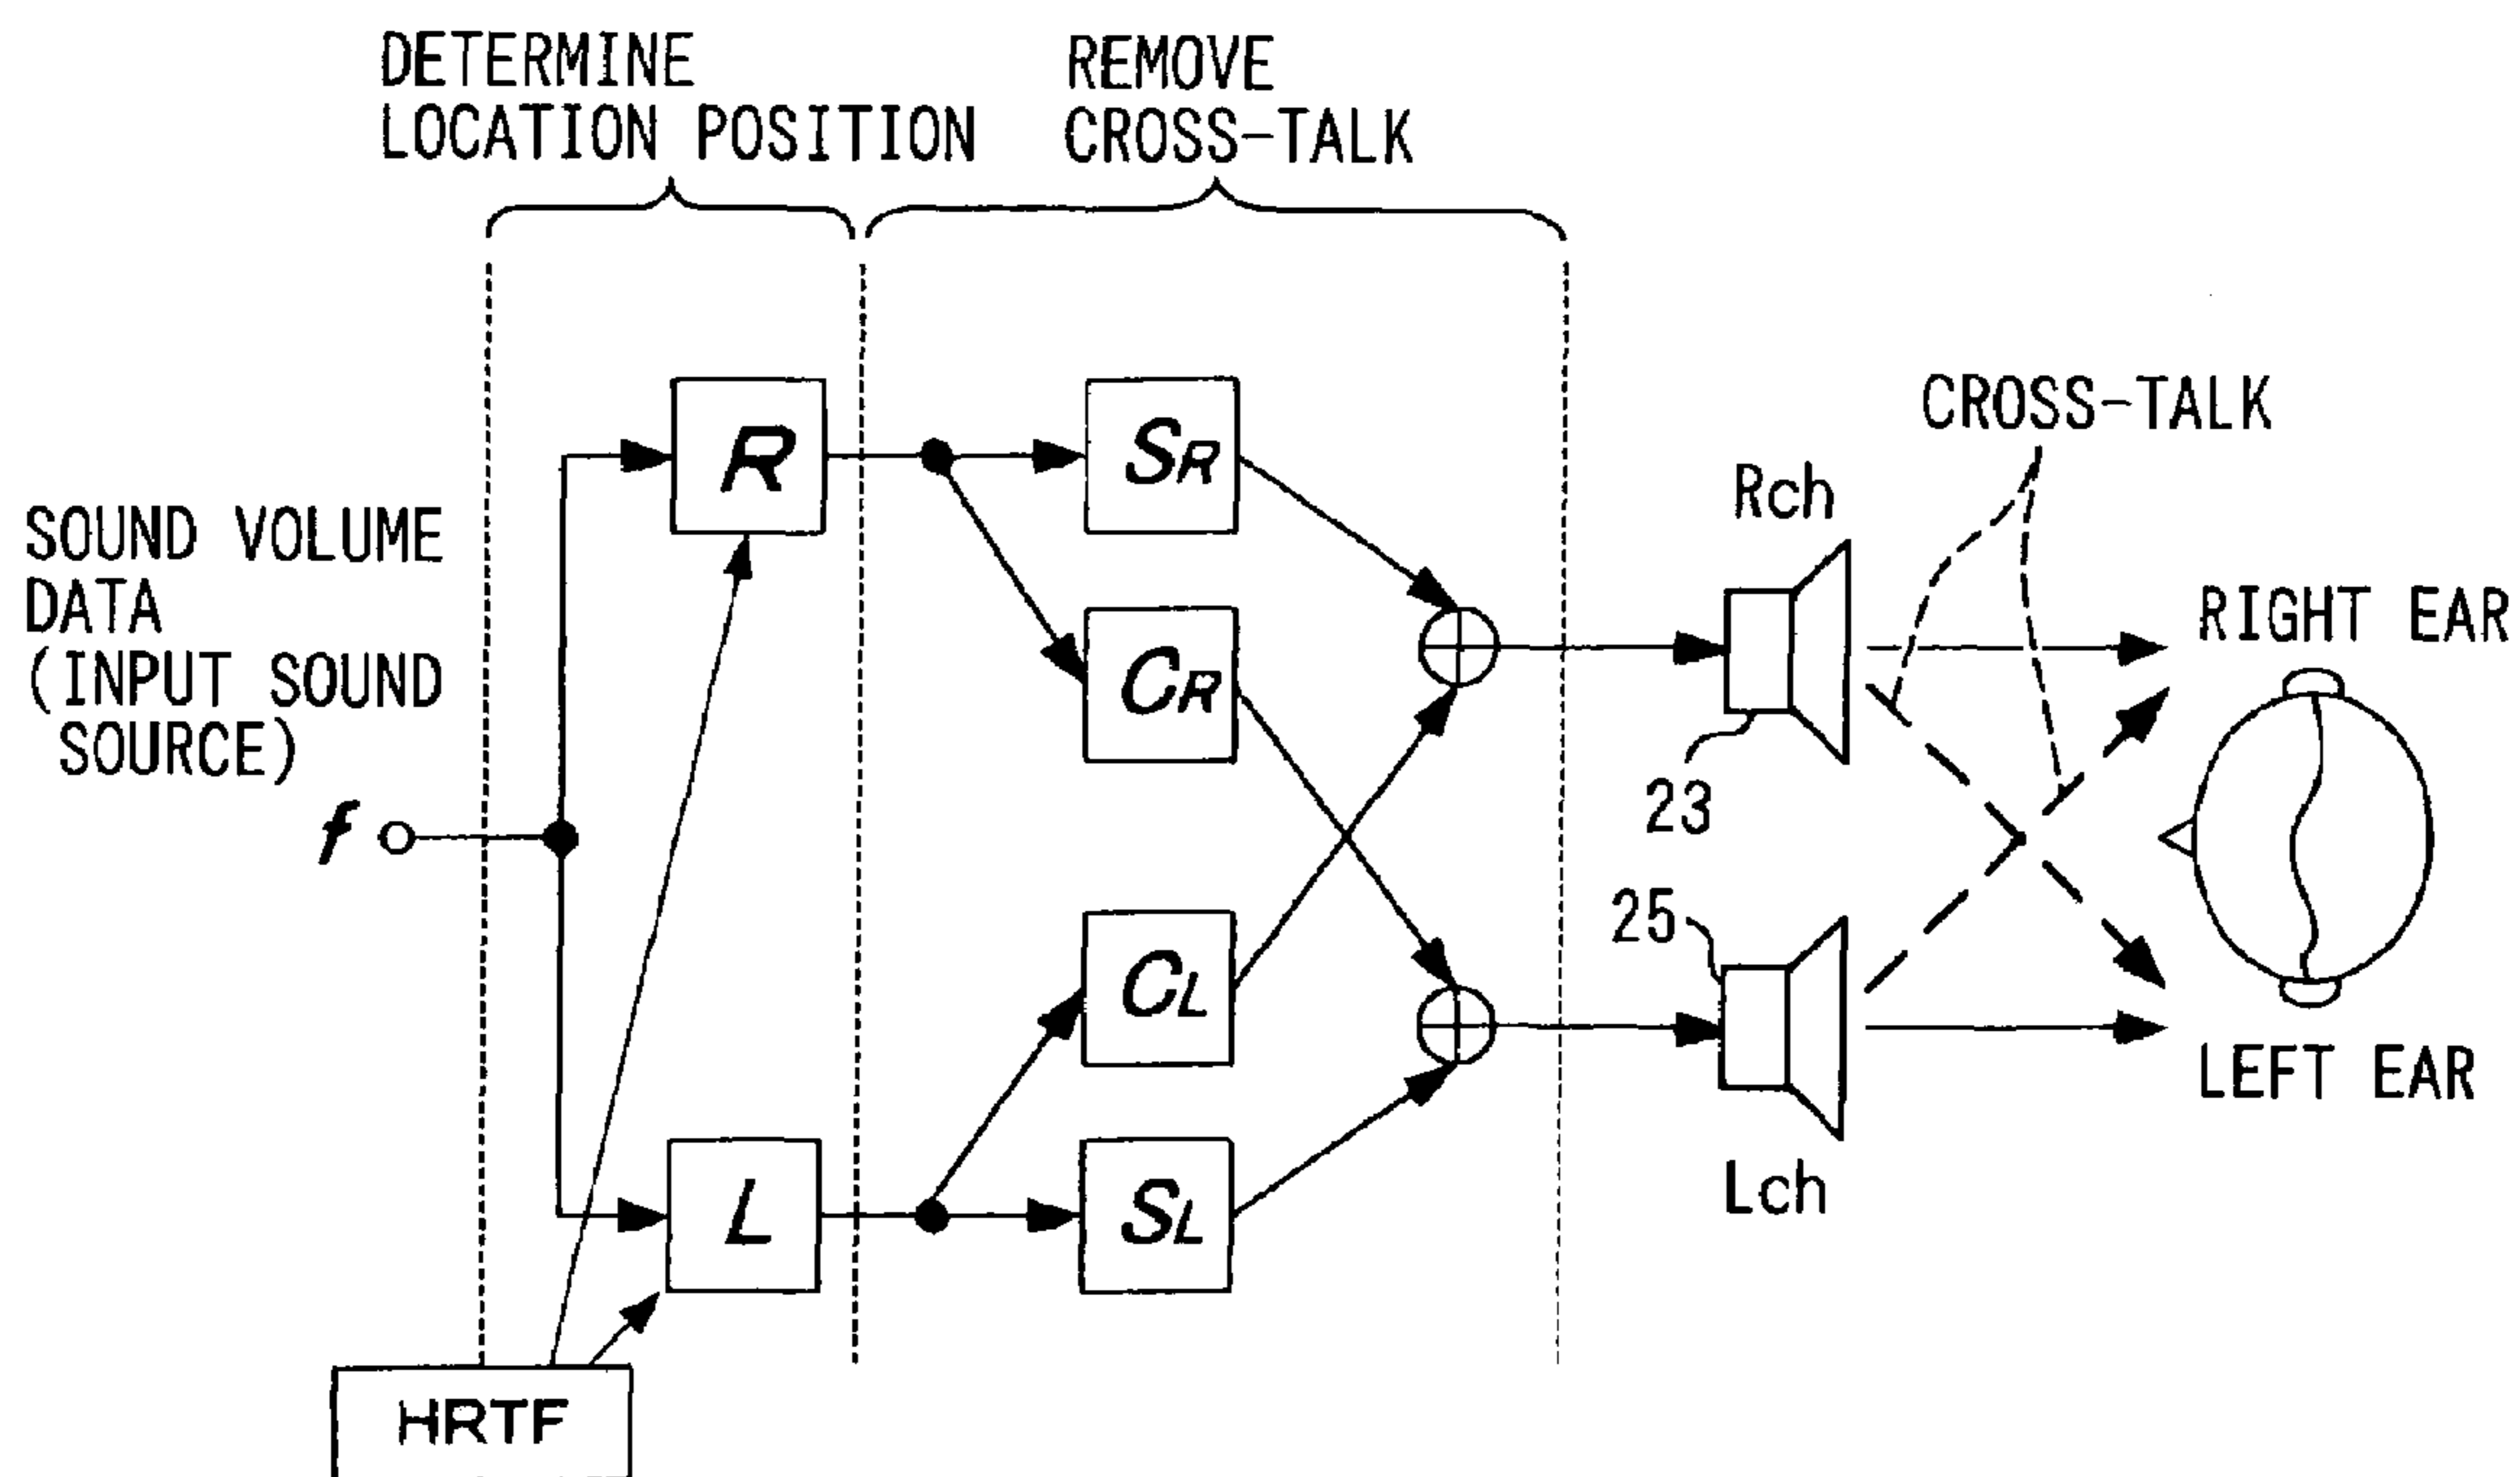 DETERMINE
LOCATION POSITION
REMOVE
CROSS-TALK
SOUND VOLUME
DATA
(INPUT SOUND
SOURCE)
f
R
L
SR
CR
CL
SL
CROSS-TALK
Rch
23
25
Lch
RIGHT EAR
LEFT EAR
HRTF